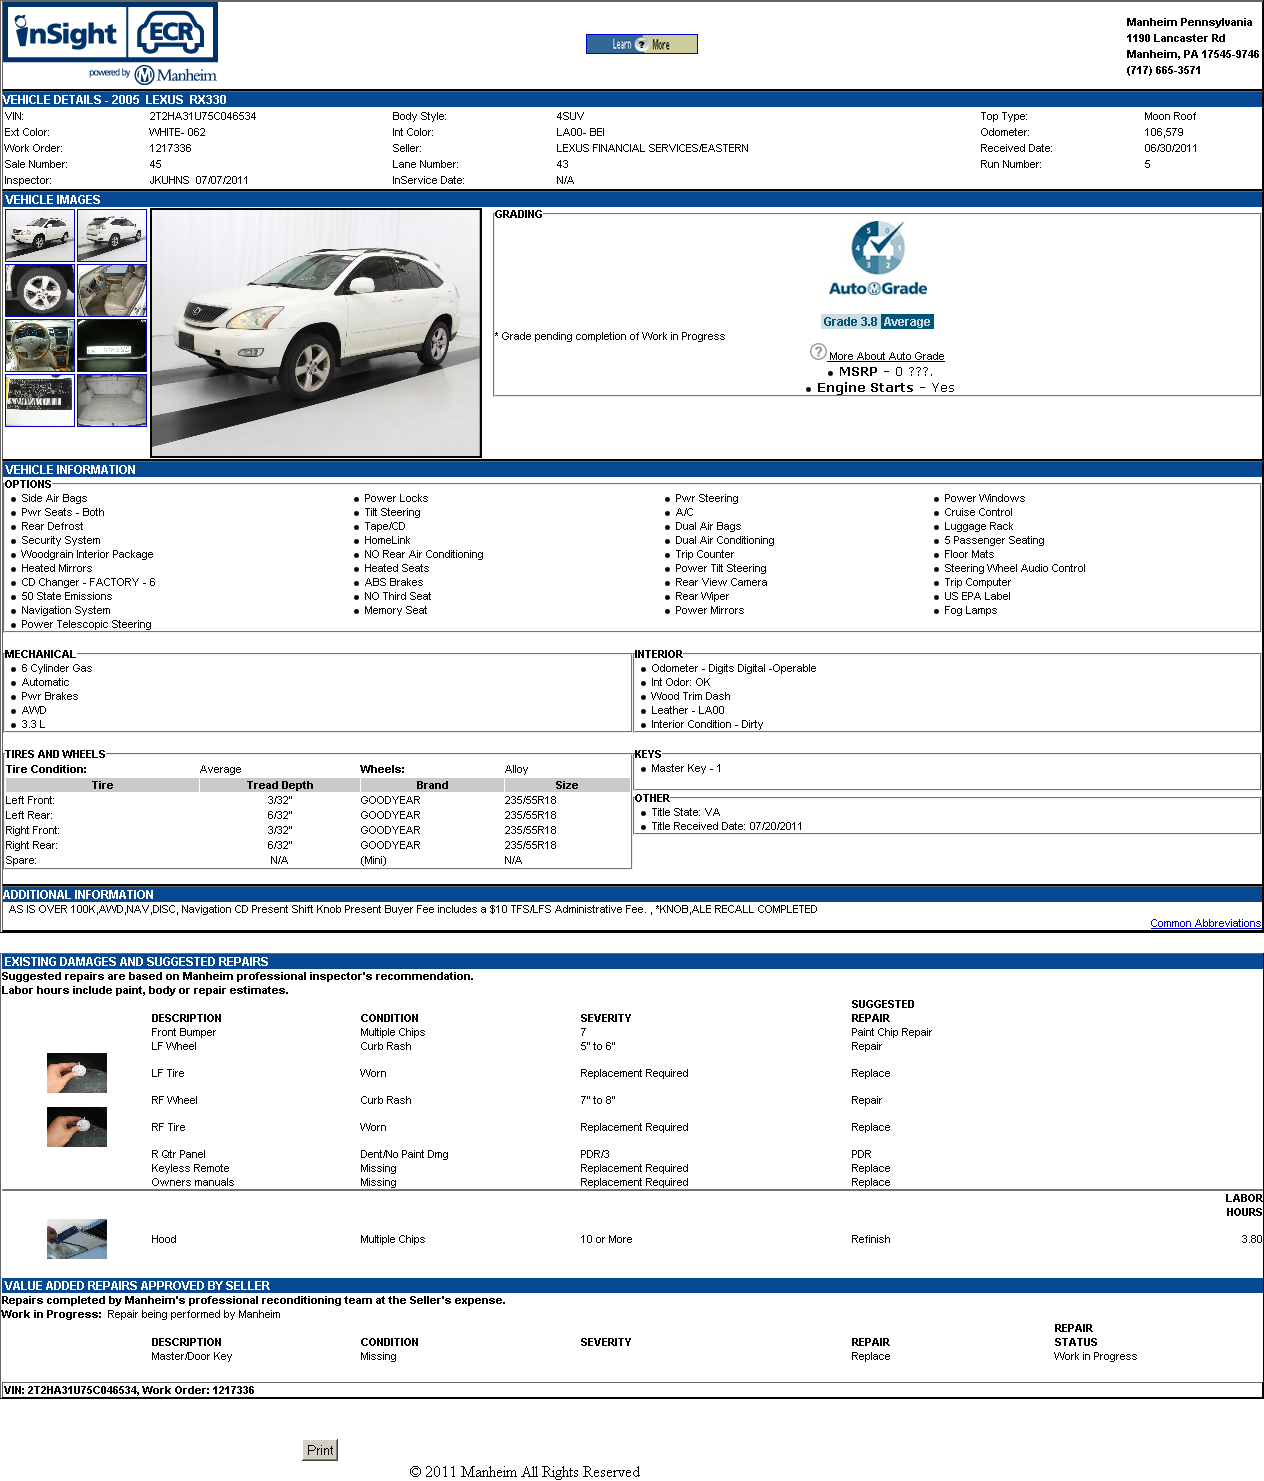 inSight ECR
powered by Manheim
Learn ? More
Manheim Pennsylvania
1190 Lancaster Rd
Manheim, PA 17545-9746
(717) 665-3571
VEHICLE DETAILS - 2005 LEXUS RX330
VIN: 2T2HA31U75C046534 Body Style: 4SUV Top Type: Moon Roof
Ext Color: WHITE- 062 Int Color: LA00- BEI Odometer: 106,579
Work Order: 1217336 Seller: LEXUS FINANCIAL SERVICES/EASTERN Received Date: 06/30/2011
Sale Number: 45 Lane Number: 43 Run Number: 5
Inspector: JKUHNS 07/07/2011 InService Date: N/A
VEHICLE IMAGES
GRADING
5 0 4 1 3 2
AutoGrade
Grade 3.8 Average
* Grade pending completion of Work in Progress
? More About Auto Grade
• MSRP - 0 ???.
• Engine Starts - Yes
VEHICLE INFORMATION
OPTIONS
• Side Air Bags • Power Locks • Pwr Steering • Power Windows
• Pwr Seats - Both • Tilt Steering • A/C • Cruise Control
• Rear Defrost • Tape/CD • Dual Air Bags • Luggage Rack
• Security System • HomeLink • Dual Air Conditioning • 5 Passenger Seating
• Woodgrain Interior Package • NO Rear Air Conditioning • Trip Counter • Floor Mats
• Heated Mirrors • Heated Seats • Power Tilt Steering • Steering Wheel Audio Control
• CD Changer - FACTORY - 6 • ABS Brakes • Rear View Camera • Trip Computer
• 50 State Emissions • NO Third Seat • Rear Wiper • US EPA Label
• Navigation System • Memory Seat • Power Mirrors • Fog Lamps
• Power Telescopic Steering
MECHANICAL
• 6 Cylinder Gas
• Automatic
• Pwr Brakes
• AWD
• 3.3 L
INTERIOR
• Odometer - Digits Digital -Operable
• Int Odor: OK
• Wood Trim Dash
• Leather - LA00
• Interior Condition - Dirty
TIRES AND WHEELS
Tire Condition: Average Wheels: Alloy
Tire Tread Depth Brand Size
Left Front: 3/32" GOODYEAR 235/55R18
Left Rear: 6/32" GOODYEAR 235/55R18
Right Front: 3/32" GOODYEAR 235/55R18
Right Rear: 6/32" GOODYEAR 235/55R18
Spare: N/A (Mini) N/A
KEYS
• Master Key - 1
OTHER
• Title State: VA
• Title Received Date: 07/20/2011
ADDITIONAL INFORMATION
AS IS OVER 100K,AWD,NAV,DISC, Navigation CD Present Shift Knob Present Buyer Fee includes a $10 TFS/LFS Administrative Fee. , *KNOB,ALE RECALL COMPLETED
Common Abbreviations
EXISTING DAMAGES AND SUGGESTED REPAIRS
Suggested repairs are based on Manheim professional inspector's recommendation.
Labor hours include paint, body or repair estimates.
DESCRIPTION CONDITION SEVERITY SUGGESTED REPAIR
Front Bumper Multiple Chips 7 Paint Chip Repair
LF Wheel Curb Rash 5" to 6" Repair
LF Tire Worn Replacement Required Replace
RF Wheel Curb Rash 7" to 8" Repair
RF Tire Worn Replacement Required Replace
R Qtr Panel Dent/No Paint Dmg PDR/3 PDR
Keyless Remote Missing Replacement Required Replace
Owners manuals Missing Replacement Required Replace
LABOR HOURS
Hood Multiple Chips 10 or More Refinish 3.80
VALUE ADDED REPAIRS APPROVED BY SELLER
Repairs completed by Manheim's professional reconditioning team at the Seller's expense.
Work in Progress: Repair being performed by Manheim
DESCRIPTION CONDITION SEVERITY REPAIR REPAIR STATUS
Master/Door Key Missing Replace Work in Progress
VIN: 2T2HA31U75C046534, Work Order: 1217336
Print
© 2011 Manheim All Rights Reserved